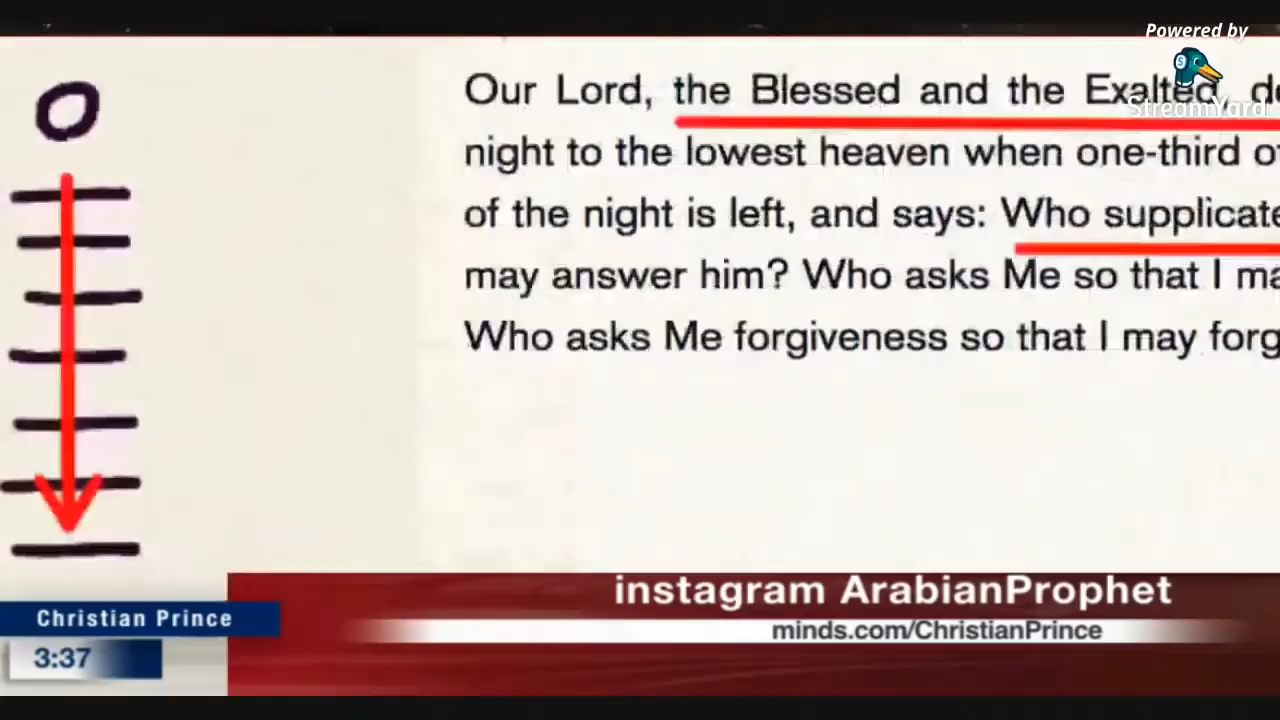 Powered by
StreamYard
Our Lord, the Blessed and the Exalted,
night to the lowest heaven when one-third
of the night is left, and says: Who
may answer him? Who asks Me so that I
Who asks Me forgiveness so that I may
instagram ArabianProphet
minds.com/ChristianPrince
Christian Prince
3:37